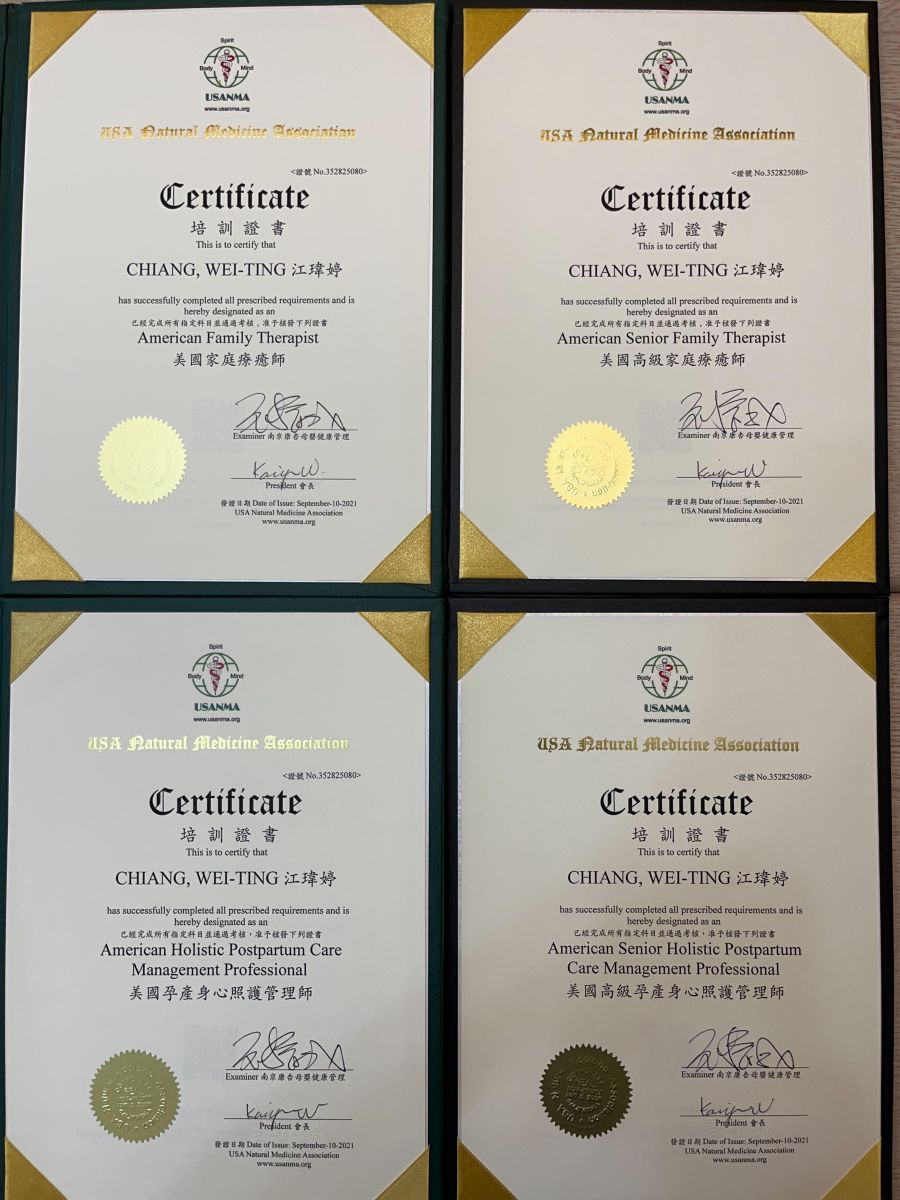 Spirit
Body Mind
USANMA
www.usanma.org
USA Natural Medicine Association
<證號 No.352825080>
Certificate
培訓證書
This is to certify that
CHIANG, WEI-TING 江瑋婷
has successfully completed all prescribed requirements and is
hereby designated as an
已經完成所有指定科目並通過考核，准予核發下列證書
American Family Therapist
美國家庭療癒師
Examiner 南京康杏母嬰健康管理
President 會長
發證日期 Date of Issue: September-10-2021
USA Natural Medicine Association
www.usanma.org
Spirit
Body Mind
USANMA
www.usanma.org
USA Natural Medicine Association
<證號 No.352825080>
Certificate
培訓證書
This is to certify that
CHIANG, WEI-TING 江瑋婷
has successfully completed all prescribed requirements and is
hereby designated as an
已經完成所有指定科目並通過考核，准予核發下列證書
American Senior Family Therapist
美國高級家庭療癒師
Examiner 南京康杏母嬰健康管理
President 會長
發證日期 Date of Issue: September-10-2021
USA Natural Medicine Association
www.usanma.org
Spirit
Body Mind
USANMA
www.usanma.org
USA Natural Medicine Association
<證號 No.352825080>
Certificate
培訓證書
This is to certify that
CHIANG, WEI-TING 江瑋婷
has successfully completed all prescribed requirements and is
hereby designated as an
已經完成所有指定科目並通過考核，准予核發下列證書
American Holistic Postpartum Care
Management Professional
美國孕產身心照護管理師
Examiner 南京康杏母嬰健康管理
President 會長
發證日期 Date of Issue: September-10-2021
USA Natural Medicine Association
www.usanma.org
Spirit
Body Mind
USANMA
www.usanma.org
USA Natural Medicine Association
<證號 No.352825080>
Certificate
培訓證書
This is to certify that
CHIANG, WEI-TING 江瑋婷
has successfully completed all prescribed requirements and is
hereby designated as an
已經完成所有指定科目並通過考核，准予核發下列證書
American Senior Holistic Postpartum
Care Management Professional
美國高級孕產身心照護管理師
Examiner 南京康杏母嬰健康管理
President 會長
發證日期 Date of Issue: September-10-2021
USA Natural Medicine Association
www.usanma.org